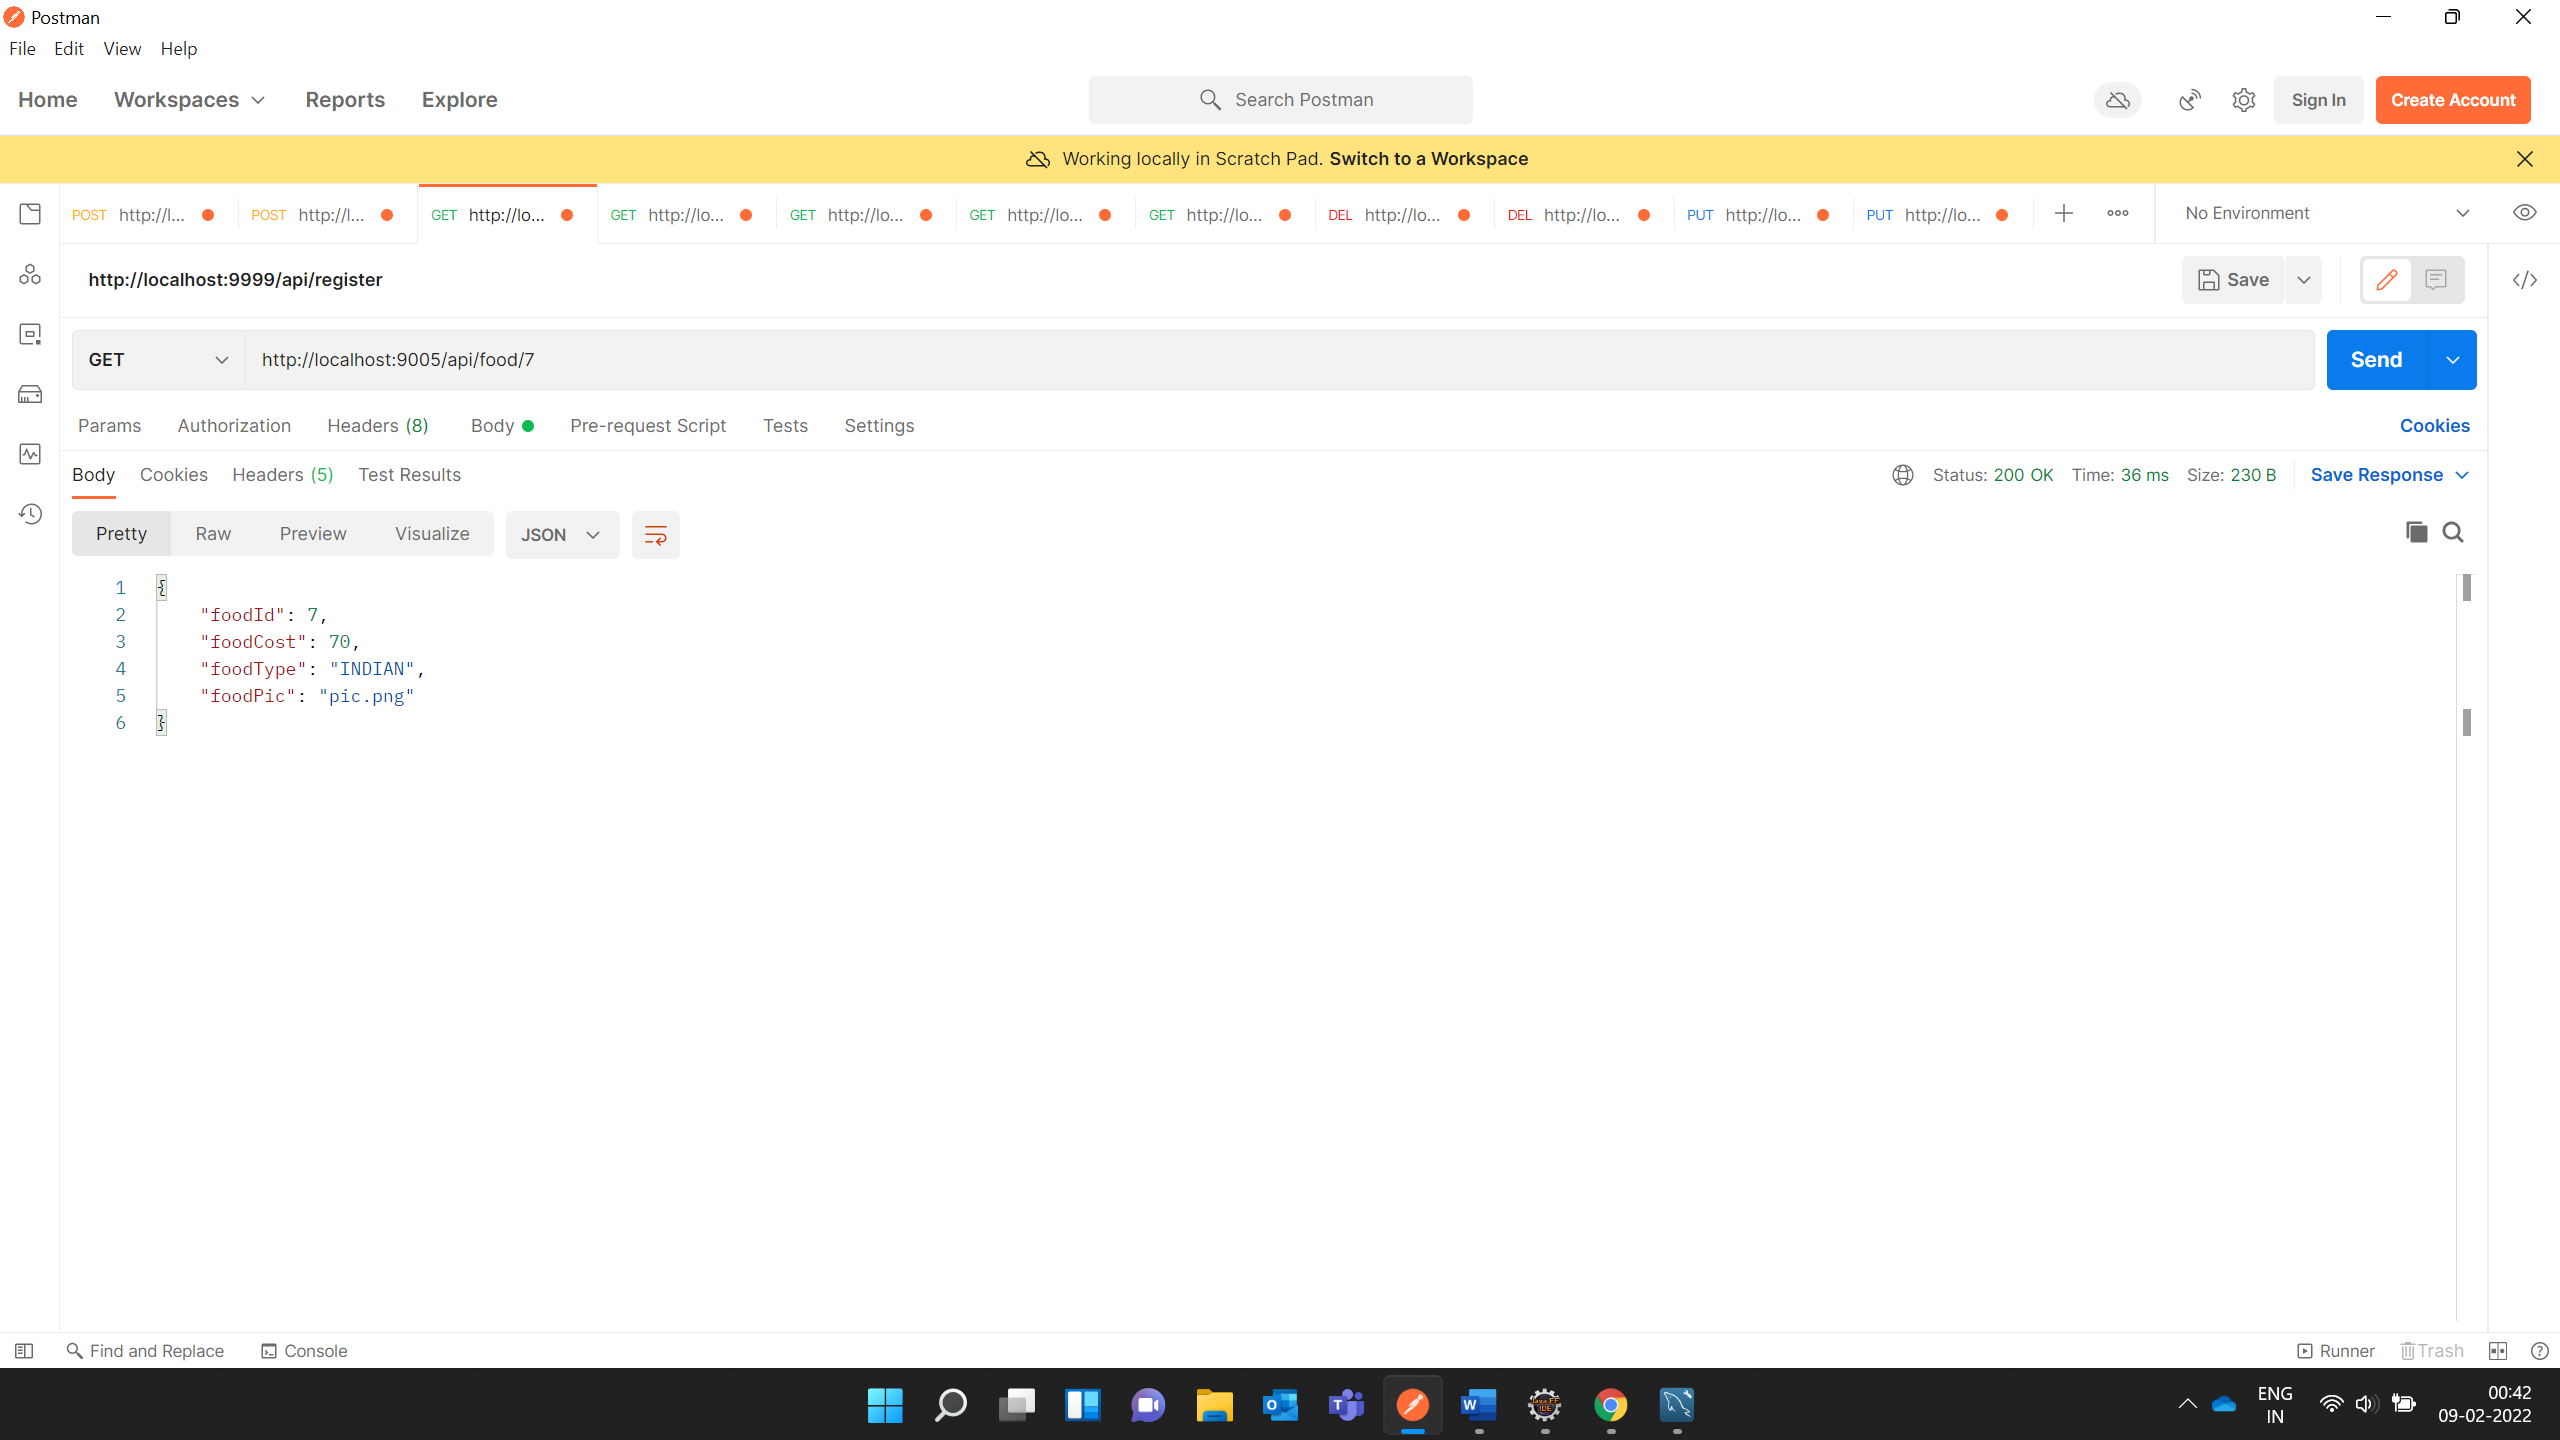 Postman
File Edit View Help
Home Workspaces Reports Explore Search Postman Sign In Create Account
Working locally in Scratch Pad. Switch to a Workspace
POST http://l... POST http://l... GET http://lo... GET http://lo... GET http://lo... GET http://lo... GET http://lo... DEL http://lo... DEL http://lo... PUT http://lo... PUT http://lo... No Environment
http://localhost:9999/api/register Save
GET http://localhost:9005/api/food/7 Send
Params Authorization Headers (8) Body Pre-request Script Tests Settings Cookies
Body Cookies Headers (5) Test Results Status: 200 OK Time: 36 ms Size: 230 B Save Response
Pretty Raw Preview Visualize JSON
1 {
2 "foodId": 7,
3 "foodCost": 70,
4 "foodType": "INDIAN",
5 "foodPic": "pic.png"
6 }
Find and Replace Console Runner Trash
ENG 00:42
IN 09-02-2022